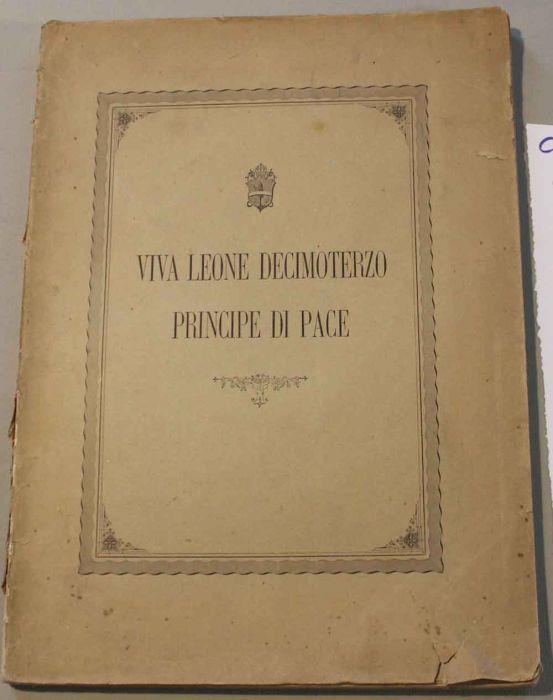 VIVA LEONE DECIMOTERZO
PRINCIPE DI PACE